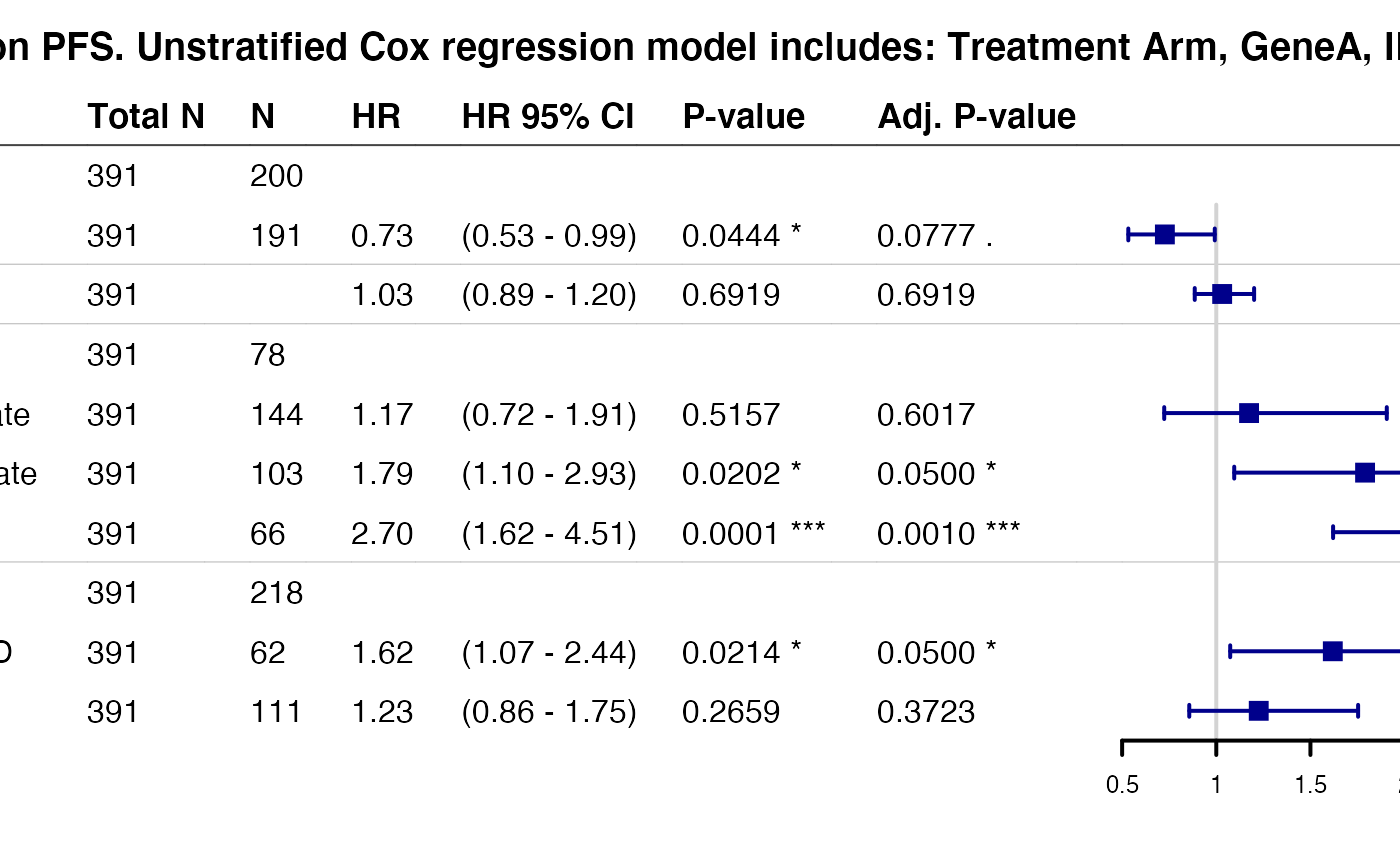 on PFS. Unstratified Cox regression model includes: Treatment Arm, GeneA,
Total N N HR HR 95% CI P-value Adj. P-value
391 200
391 191 0.73 (0.53 - 0.99) 0.0444 * 0.0777 .
391 1.03 (0.89 - 1.20) 0.6919 0.6919
391 78
ate 391 144 1.17 (0.72 - 1.91) 0.5157 0.6017
ate 391 103 1.79 (1.10 - 2.93) 0.0202 * 0.0500 *
391 66 2.70 (1.62 - 4.51) 0.0001 *** 0.0010 ***
391 218
391 62 1.62 (1.07 - 2.44) 0.0214 * 0.0500 *
391 111 1.23 (0.86 - 1.75) 0.2659 0.3723
0.5 1 1.5